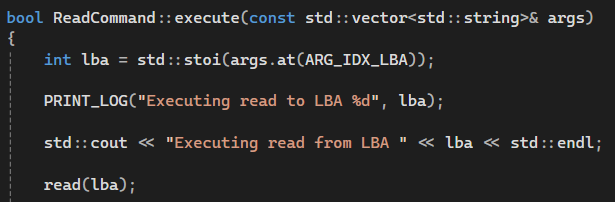 bool ReadCommand::execute(const std::vector<std::string>& args)
{
int lba = std::stoi(args.at(ARG_IDX_LBA));
PRINT_LOG("Executing read to LBA %d", lba);
std::cout << "Executing read from LBA " << lba << std::endl;
read(lba);